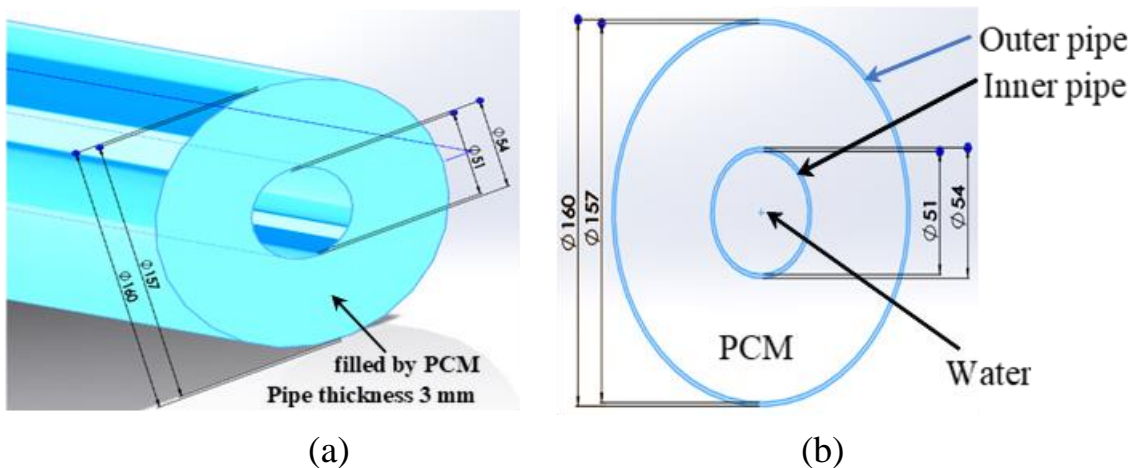 Ø54
Ø51
Ø157
Ø160
filled by PCM
Pipe thickness 3 mm
(a)
Outer pipe
Inner pipe
Ø160
Ø157
Ø51
Ø54
PCM
Water
(b)